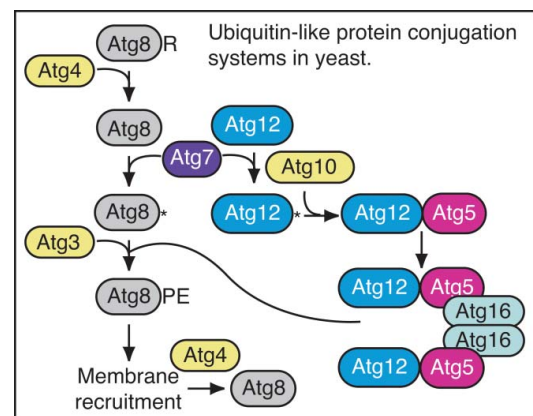 Ubiquitin-like protein conjugation
systems in yeast.
Atg8 R
Atg4
Atg8
Atg12
Atg7
Atg10
Atg8 *
Atg12 *
Atg12 Atg5
Atg3
Atg8 PE
Atg12 Atg5
Atg16
Atg16
Atg12 Atg5
Atg4
Membrane
recruitment
Atg8